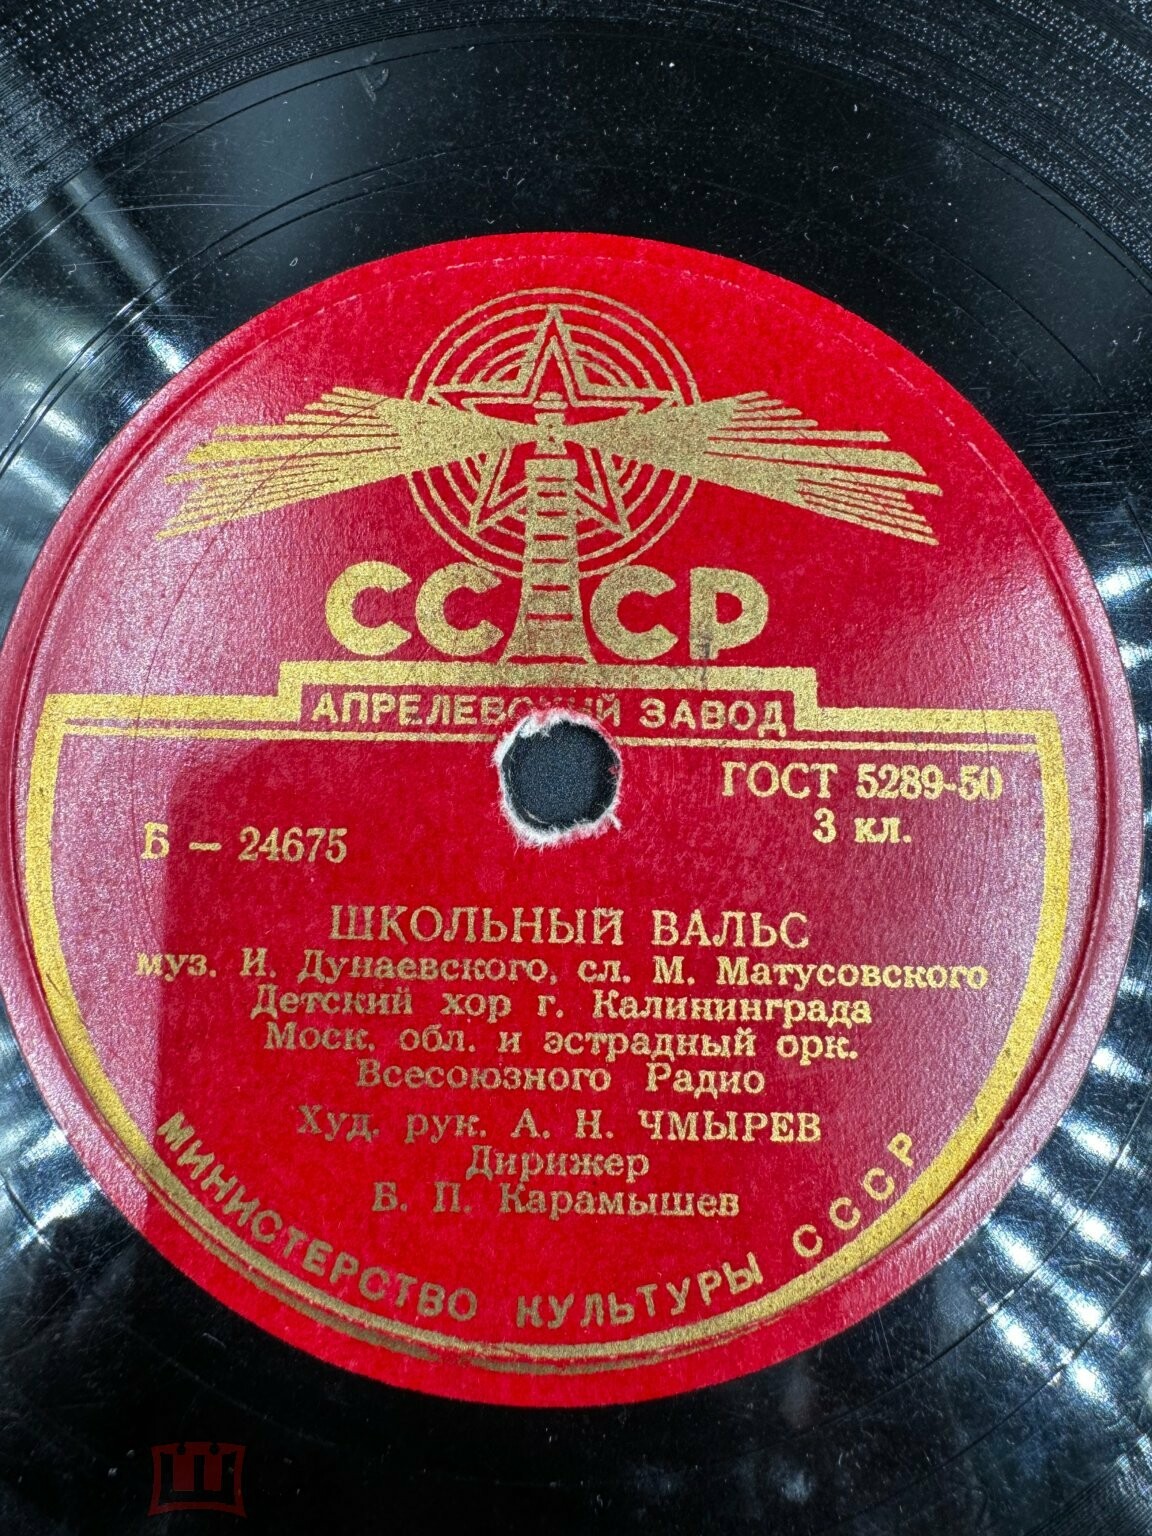 СССР
АПРЕЛЕВСКИЙ ЗАВОД
ГОСТ 5289-50
3 кл.
Б — 24675
ШКОЛЬНЫЙ ВАЛЬС
муз. И. Дунаевского, сл. М. Матусовского
Детский хор г. Калининграда
Моск. обл. и эстрадный орк.
Всесоюзного Радио
Худ. рук. А. Н. ЧМЫРЕВ
Дирижер
Б. П. Карамышев
МИНИСТЕРСТВО КУЛЬТУРЫ СССР